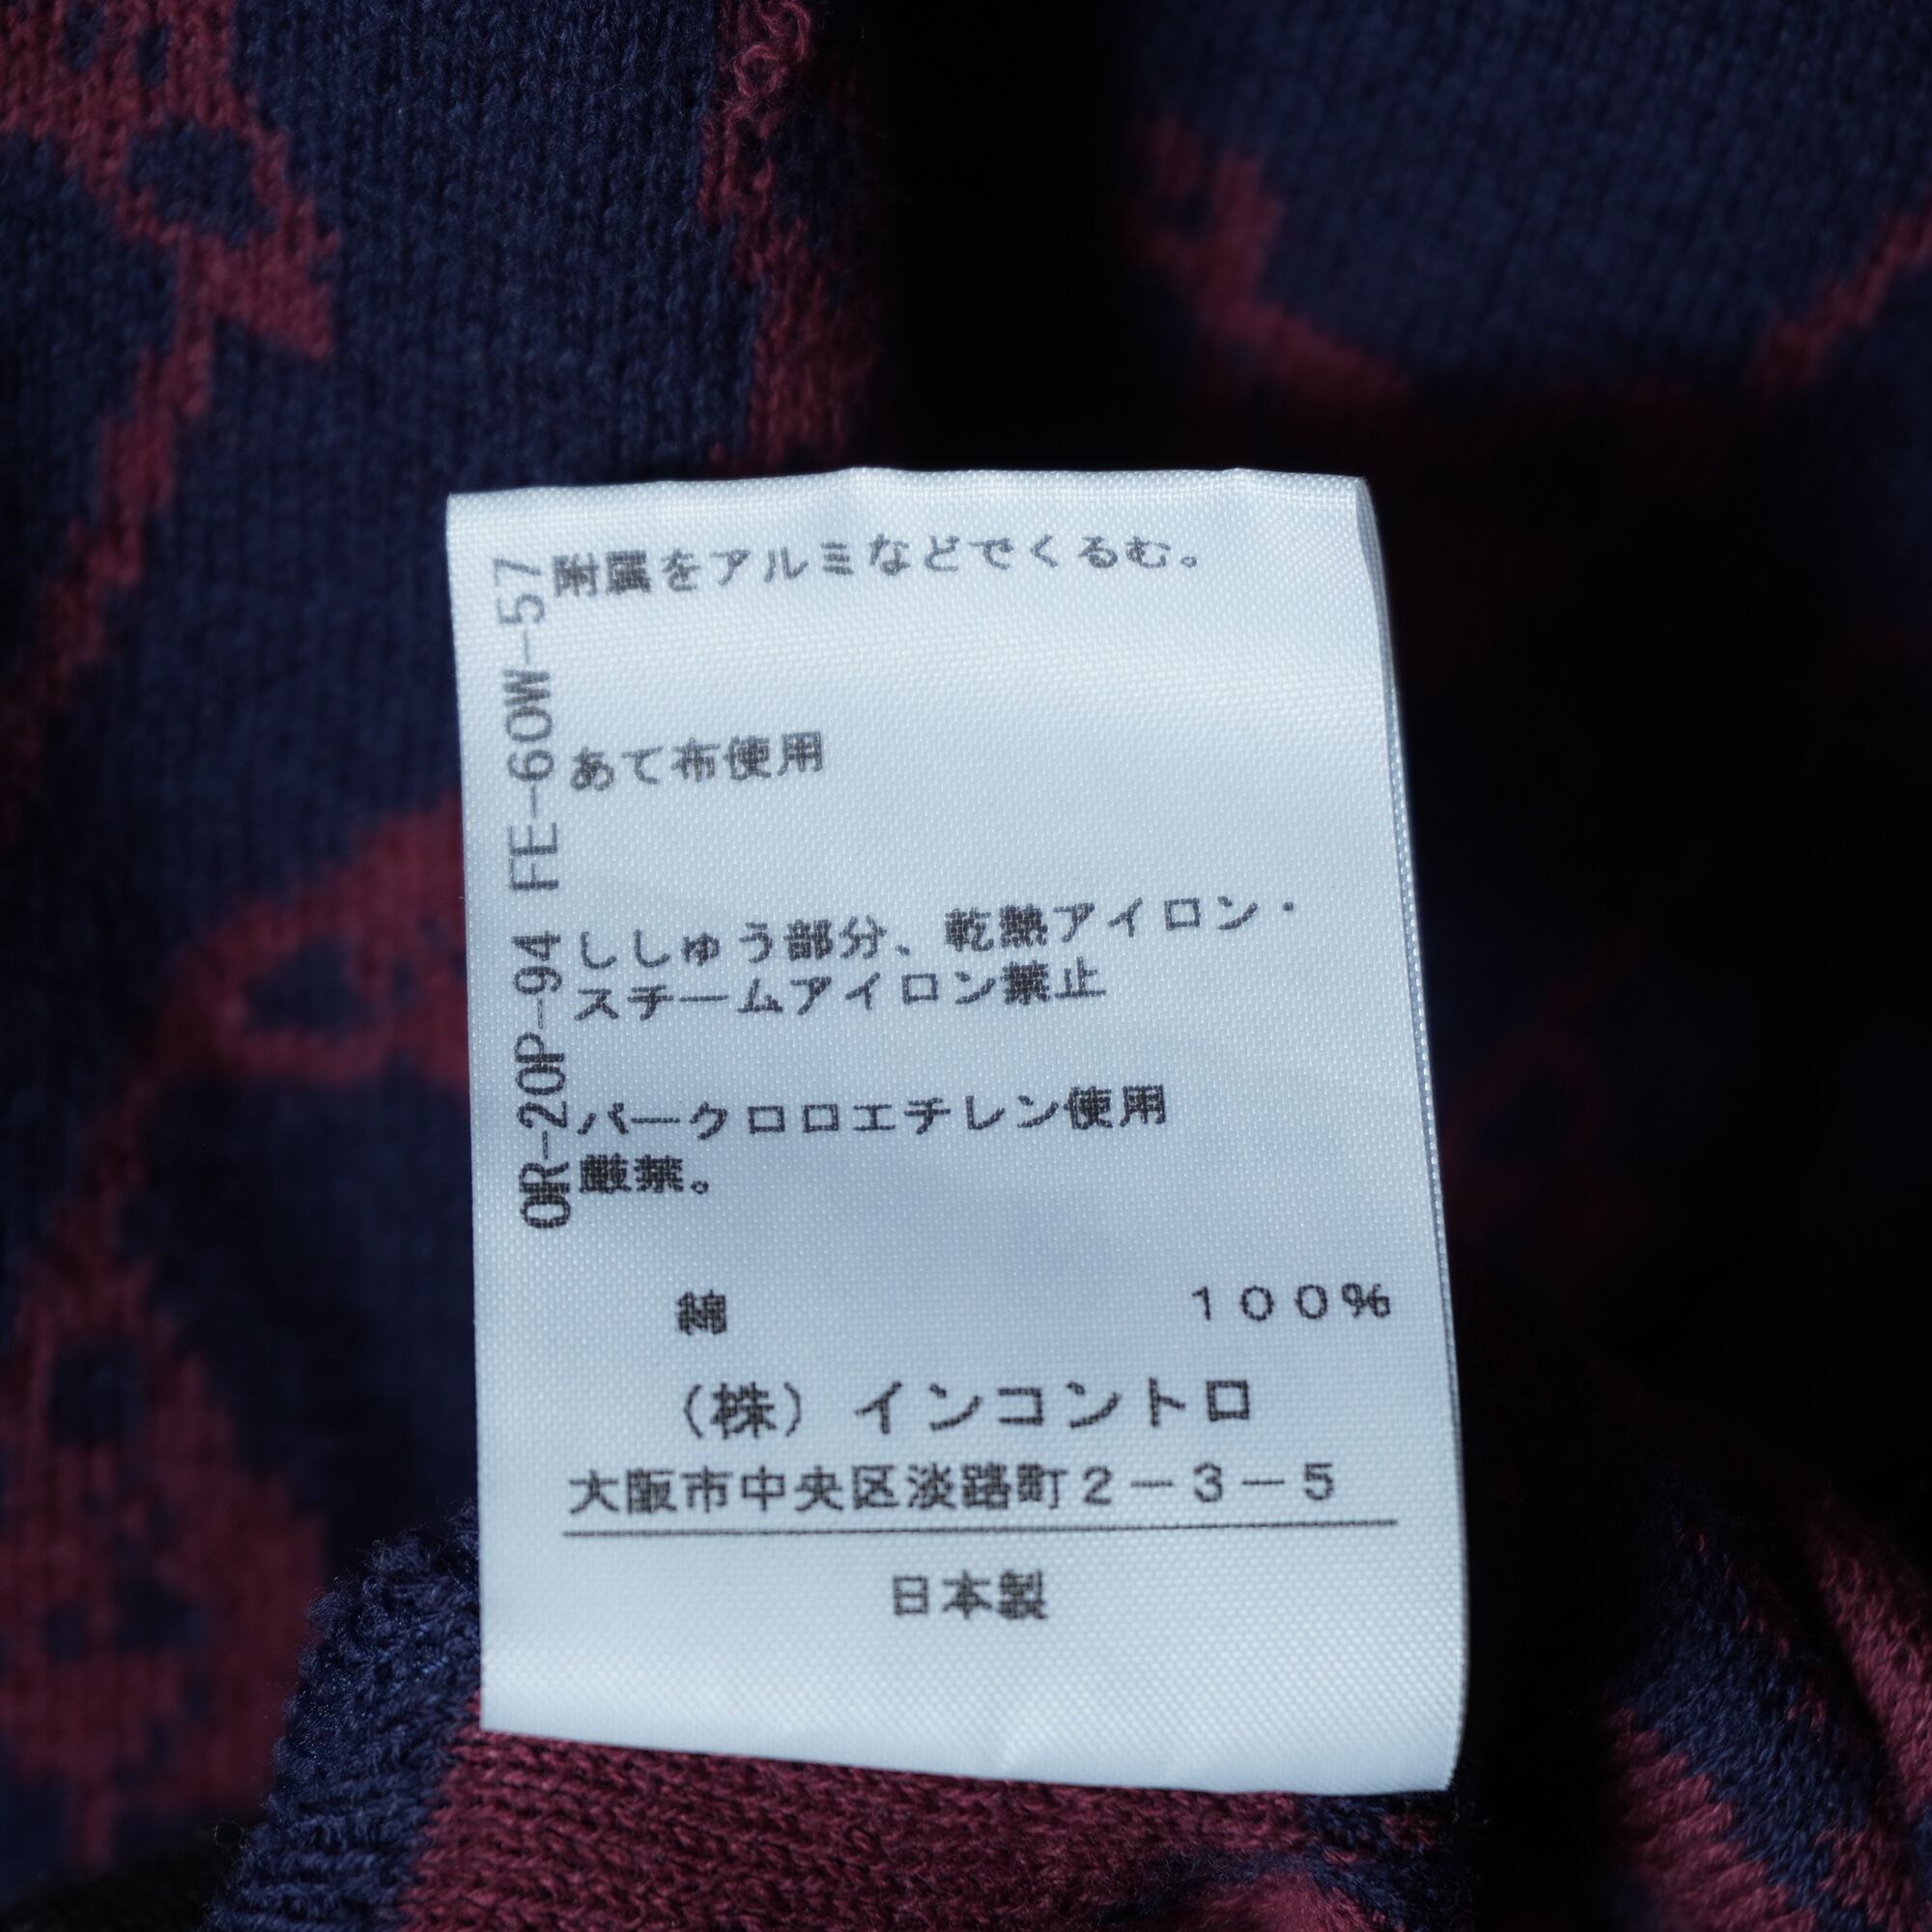 附属をアルミなどでくるむ。
あて布使用
ししゅう部分、乾熱アイロン・
スチームアイロン禁止
パークロロエチレン使用
厳禁。
OR-20P-94 FE-60W-57
綿 100%
(株)インコントロ
大阪市中央区淡路町2-3-5
日本製